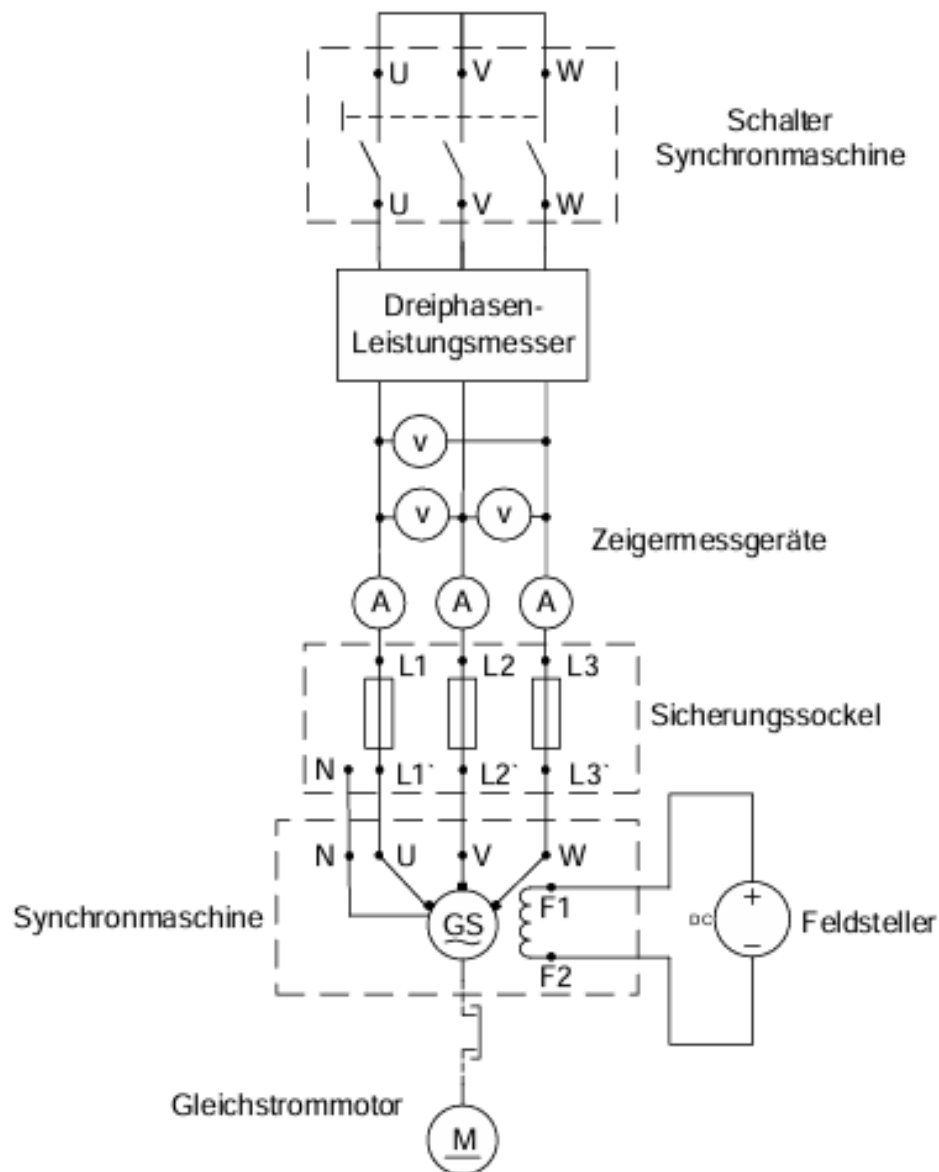 U V W
Schalter
Synchronmaschine
U V W
Dreiphasen-
Leistungsmesser
v
v v
Zeigermessgeräte
A A A
L1 L2 L3
Sicherungssockel
N L1` L2` L3`
N U V W
Synchronmaschine
GS
F1
F2
DC
+
−
Feldsteller
Gleichstrommotor
M